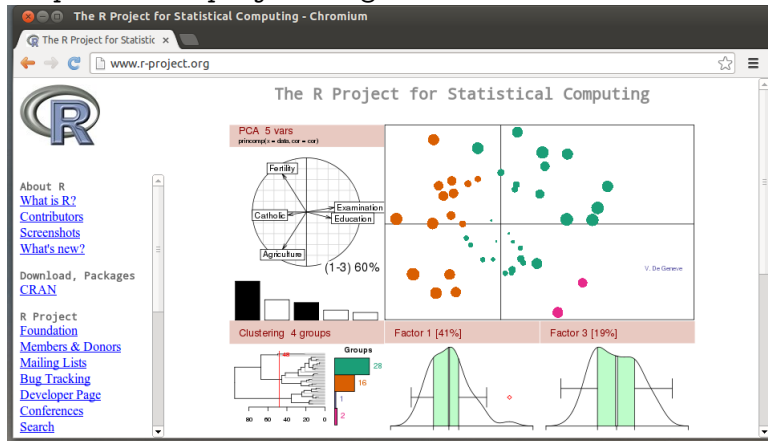 The R Project for Statistical Computing - Chromium
The R Project for Statistic
www.r-project.org
R
The R Project for Statistical Computing
About R
What is R?
Contributors
Screenshots
What's new?
Download, Packages
CRAN
R Project
Foundation
Members & Donors
Mailing Lists
Bug Tracking
Developer Page
Conferences
Search
PCA 5 vars
princomp(x = data, cor = cor)
Fertility
Catholic
Examination
Education
Agriculture
(1-3) 60%
V. De Geneve
Clustering 4 groups
Factor 1 [41%]
Factor 3 [19%]
Groups
48
28
16
1
2
80 60 40 20 0